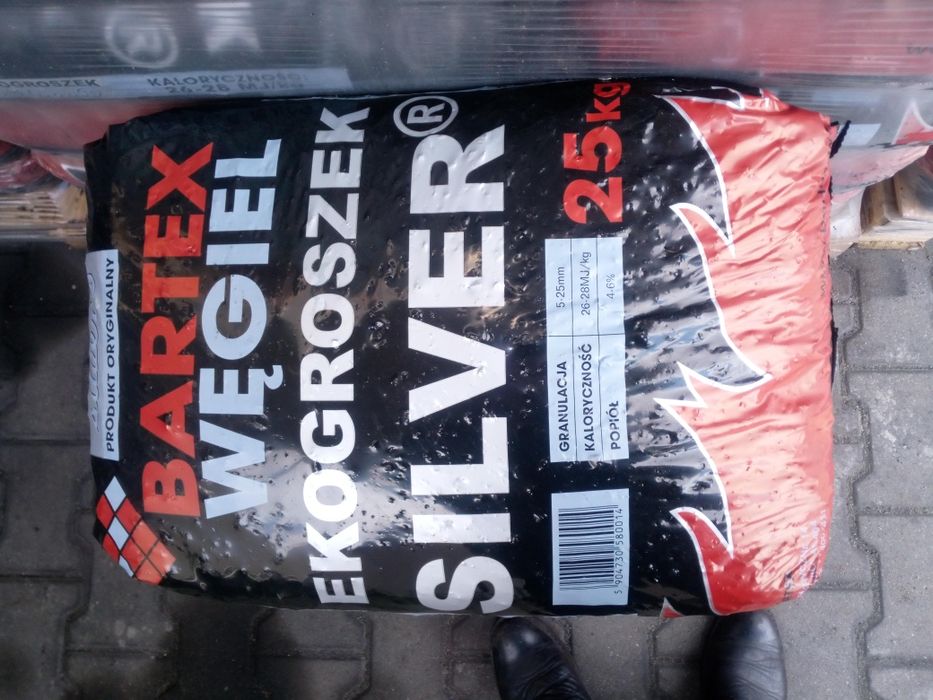 PRODUKT ORYGINALNY
BARTEX
WĘGIEL
EKOGROSZEK
SILVER®
25kg
GRANULACJA 5-25mm
KALORYCZNOŚĆ 26-28MJ/kg
POPIÓŁ 4-6%
5 904730 580014
KALORYCZNOŚĆ:
26-28 MJ/kg